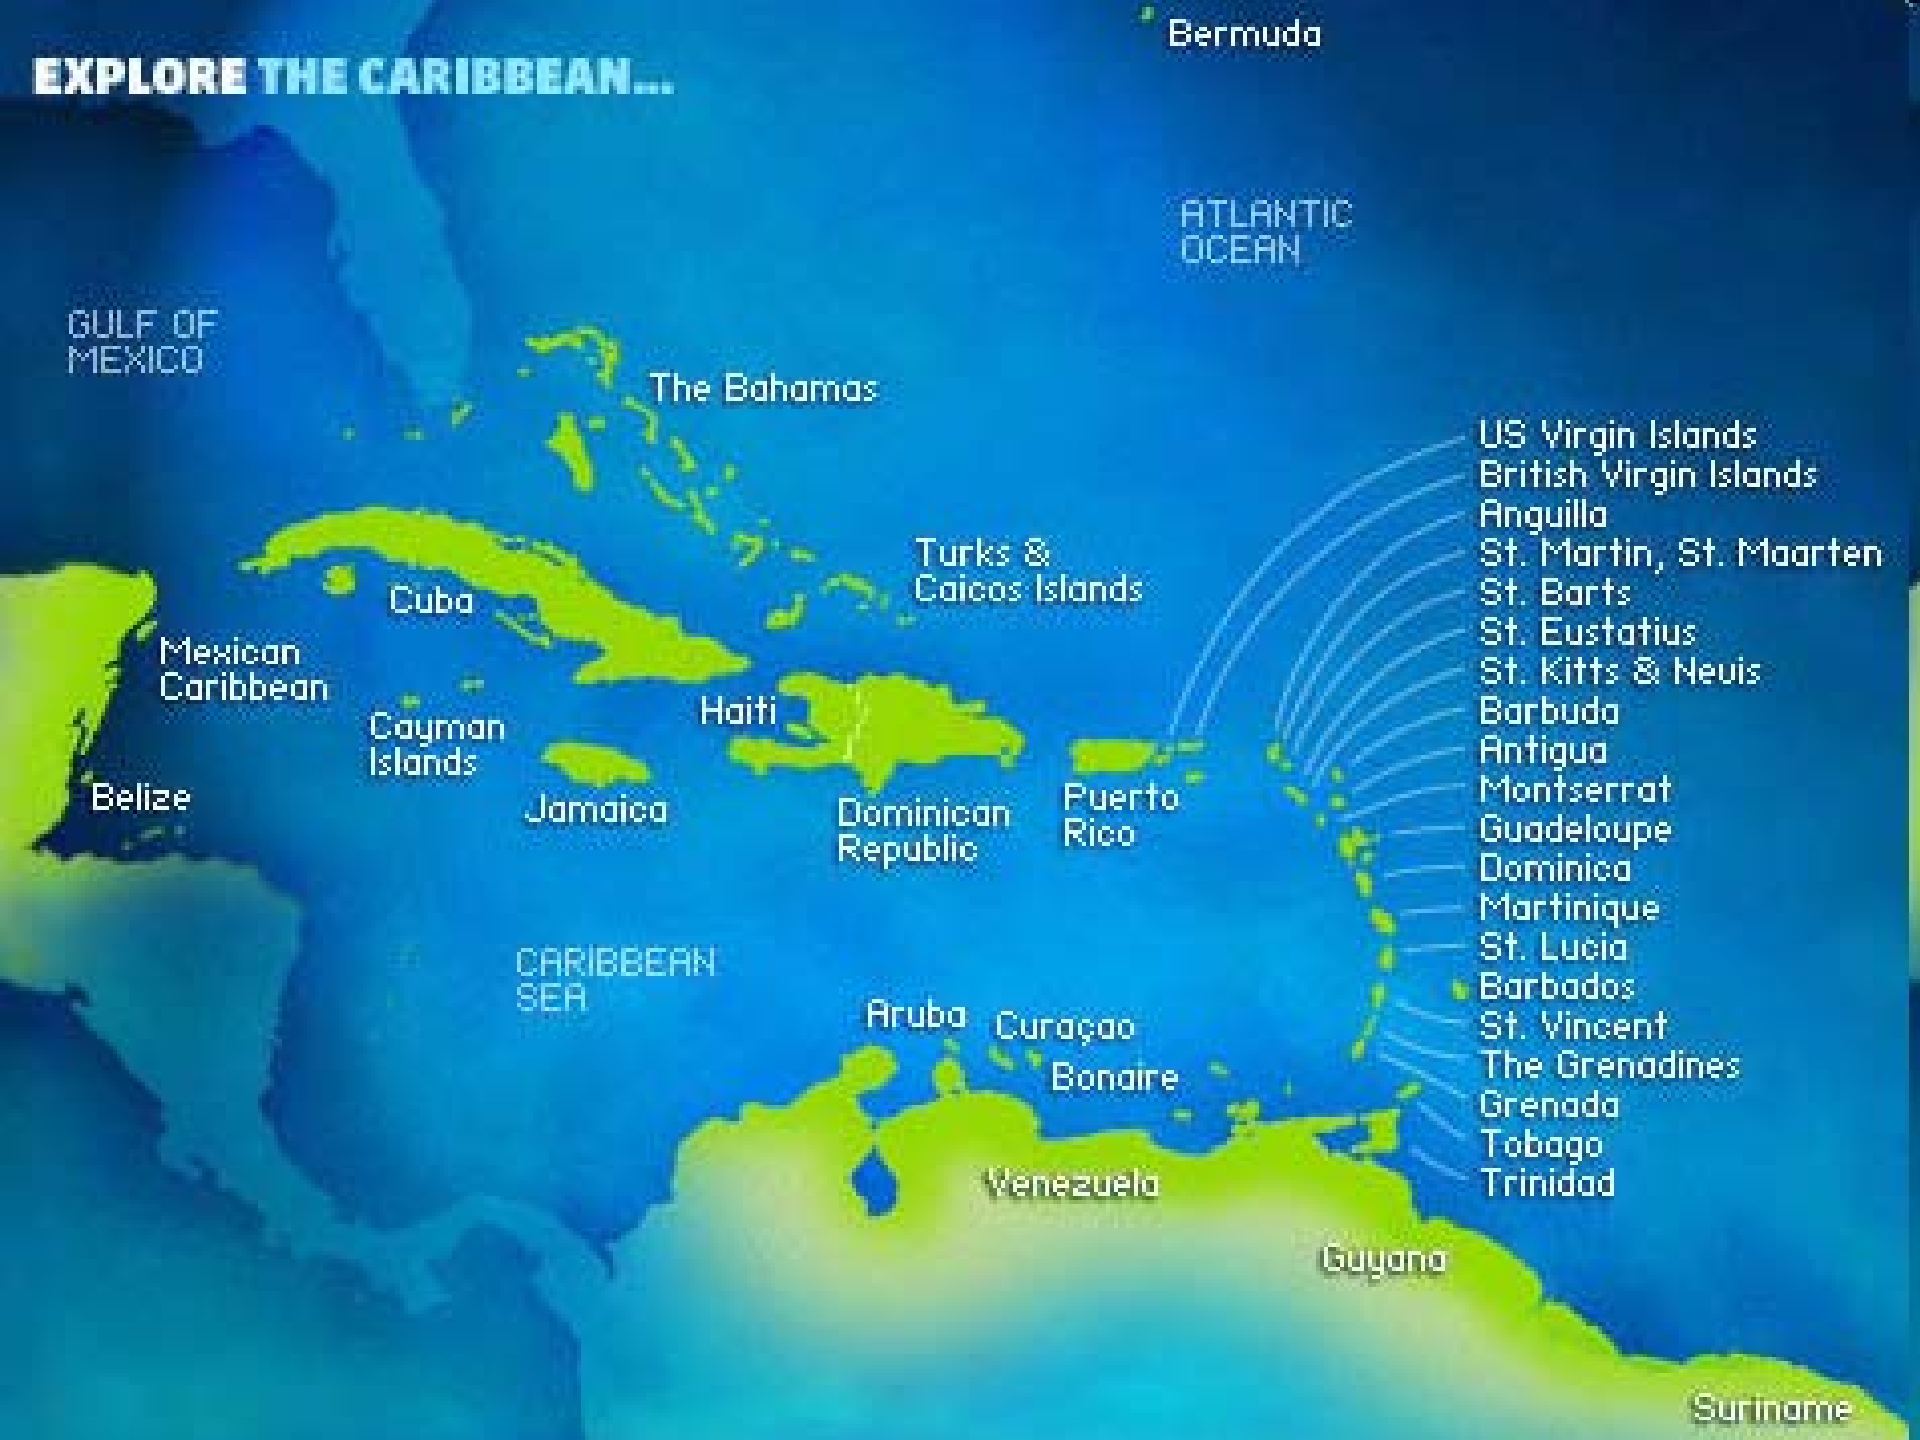 Bermuda
EXPLORE THE CARIBBEAN...
ATLANTIC
OCEAN
GULF OF
MEXICO
The Bahamas
US Virgin Islands
British Virgin Islands
Anguilla
St. Martin, St. Maarten
St. Barts
St. Eustatius
St. Kitts & Nevis
Barbuda
Antigua
Montserrat
Guadeloupe
Dominica
Martinique
St. Lucia
Barbados
St. Vincent
The Grenadines
Grenada
Tobago
Trinidad
Turks &
Caicos Islands
Cuba
Mexican
Caribbean
Haiti
Cayman
Islands
Belize
Jamaica
Dominican
Republic
Puerto
Rico
CARIBBEAN
SEA
Aruba
Curaçao
Bonaire
Venezuela
Guyana
Suriname